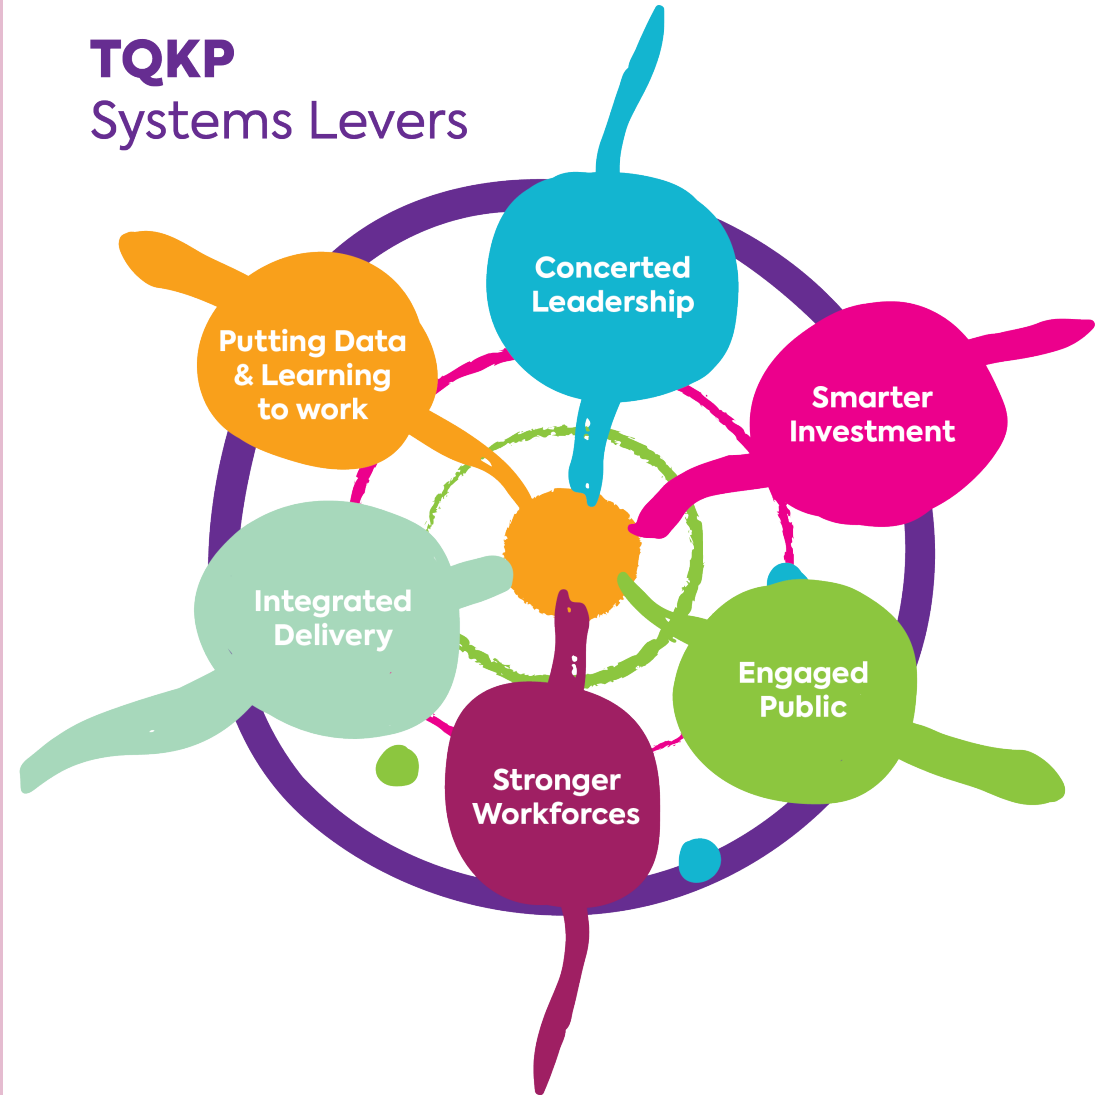 TQKP
Systems Levers
Concerted
Leadership
Putting Data
& Learning
to work
Smarter
Investment
Integrated
Delivery
Engaged
Public
Stronger
Workforces